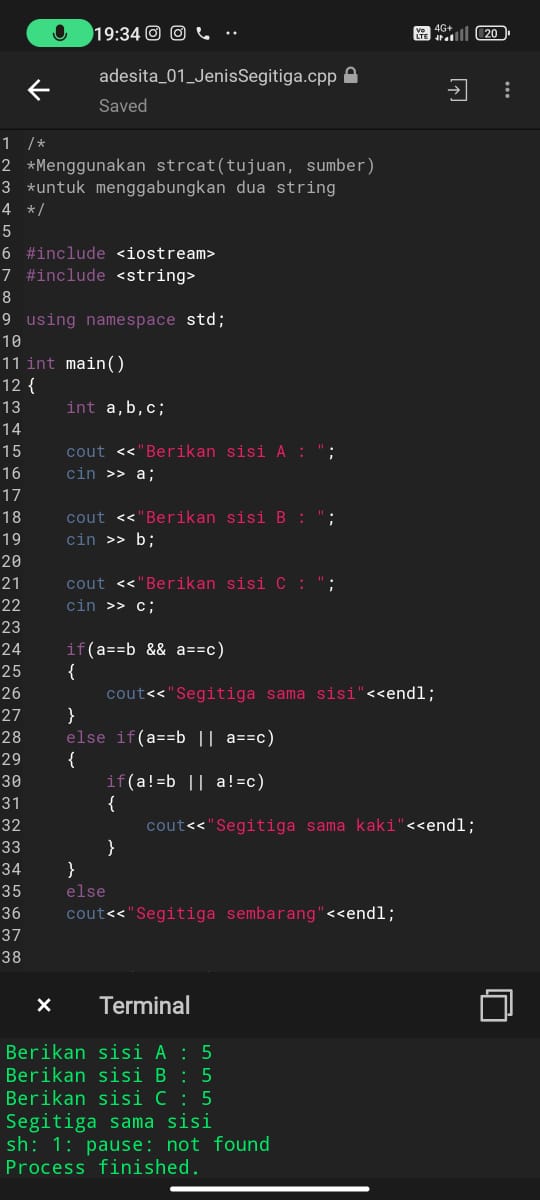 19:34
Vo LTE 4G+ 20
adesita_01_JenisSegitiga.cpp
Saved
1 /*
2 *Menggunakan strcat(tujuan, sumber)
3 *untuk menggabungkan dua string
4 */
5
6 #include <iostream>
7 #include <string>
8
9 using namespace std;
10
11 int main()
12 {
13     int a,b,c;
14
15     cout <<"Berikan sisi A : ";
16     cin >> a;
17
18     cout <<"Berikan sisi B : ";
19     cin >> b;
20
21     cout <<"Berikan sisi C : ";
22     cin >> c;
23
24     if(a==b && a==c)
25     {
26         cout<<"Segitiga sama sisi"<<endl;
27     }
28     else if(a==b || a==c)
29     {
30         if(a!=b || a!=c)
31         {
32             cout<<"Segitiga sama kaki"<<endl;
33         }
34     }
35     else
36     cout<<"Segitiga sembarang"<<endl;
37
38
× Terminal
Berikan sisi A : 5
Berikan sisi B : 5
Berikan sisi C : 5
Segitiga sama sisi
sh: 1: pause: not found
Process finished.